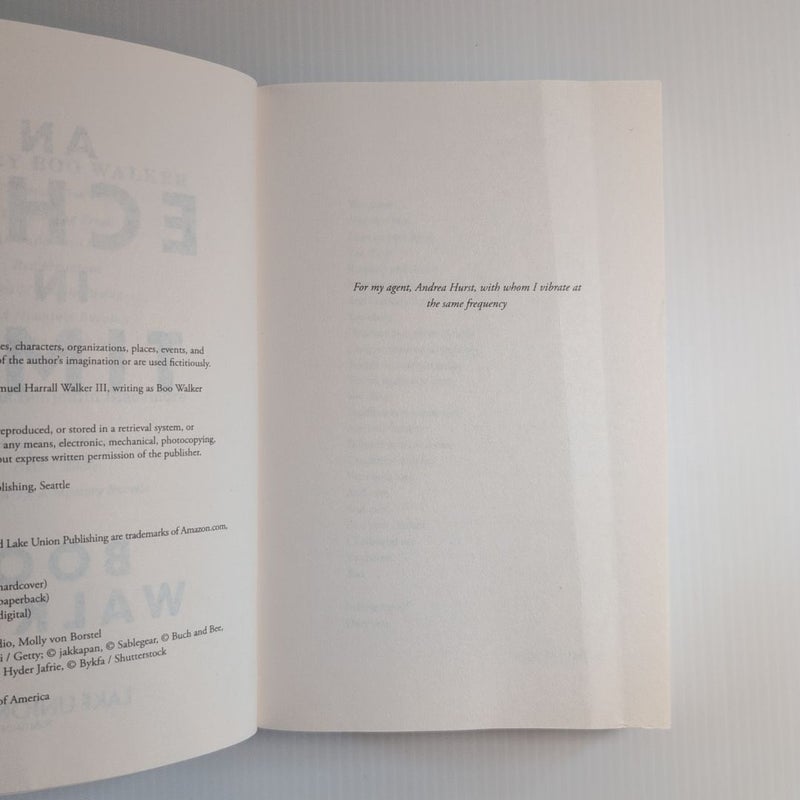 es, characters, organizations, places, events, and
of the author's imagination or are used fictitiously.
muel Harrall Walker III, writing as Boo Walker
reproduced, or stored in a retrieval system, or
any means, electronic, mechanical, photocopying,
out express written permission of the publisher.
lishing, Seattle
d Lake Union Publishing are trademarks of Amazon.com,
hardcover)
paperback)
digital)
dio, Molly von Borstel
i / Getty; © jakkapan, © Sablegear, © Buch and Bee,
Hyder Jafrie, © Bykfa / Shutterstock
of America
For my agent, Andrea Hurst, with whom I vibrate at
the same frequency